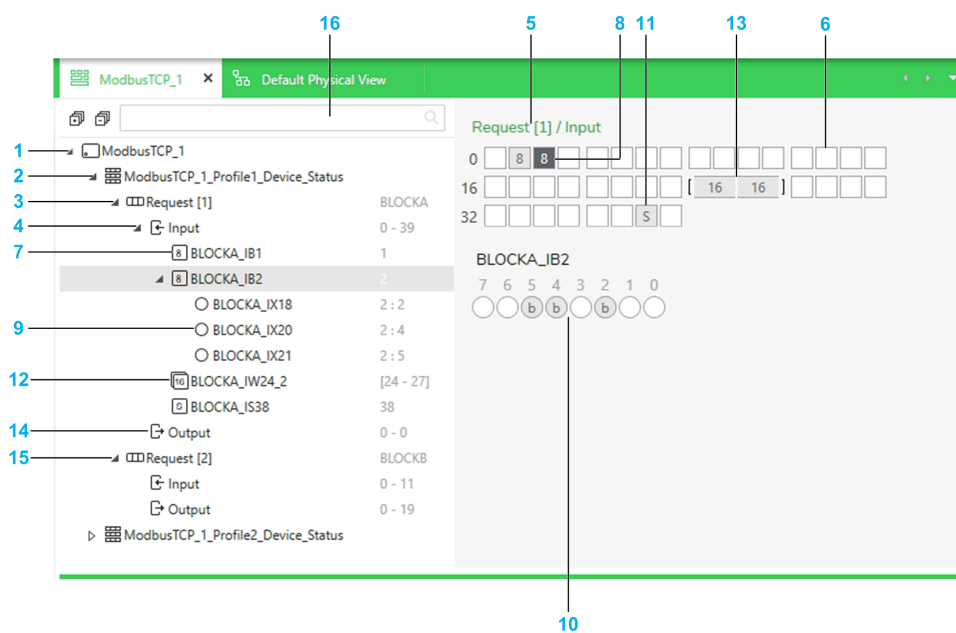 16 5 8 11 13 6
ModbusTCP_1 Default Physical View
Request [1] / Input
1 ModbusTCP_1
0 8 8
2 ModbusTCP_1_Profile1_Device_Status
16 [ 16 16 ]
3 Request [1] BLOCKA
32 S
4 Input 0 - 39
7 8 BLOCKA_IB1 1
BLOCKA_IB2
8 BLOCKA_IB2 2
7 6 5 4 3 2 1 0
BLOCKA_IX18 2 : 2
b b b
9 BLOCKA_IX20 2 : 4
BLOCKA_IX21 2 : 5
12 16 BLOCKA_IW24_2 [24 - 27]
S BLOCKA_IS38 38
14 Output 0 - 0
15 Request [2] BLOCKB
Input 0 - 11
Output 0 - 19
ModbusTCP_1_Profile2_Device_Status
10